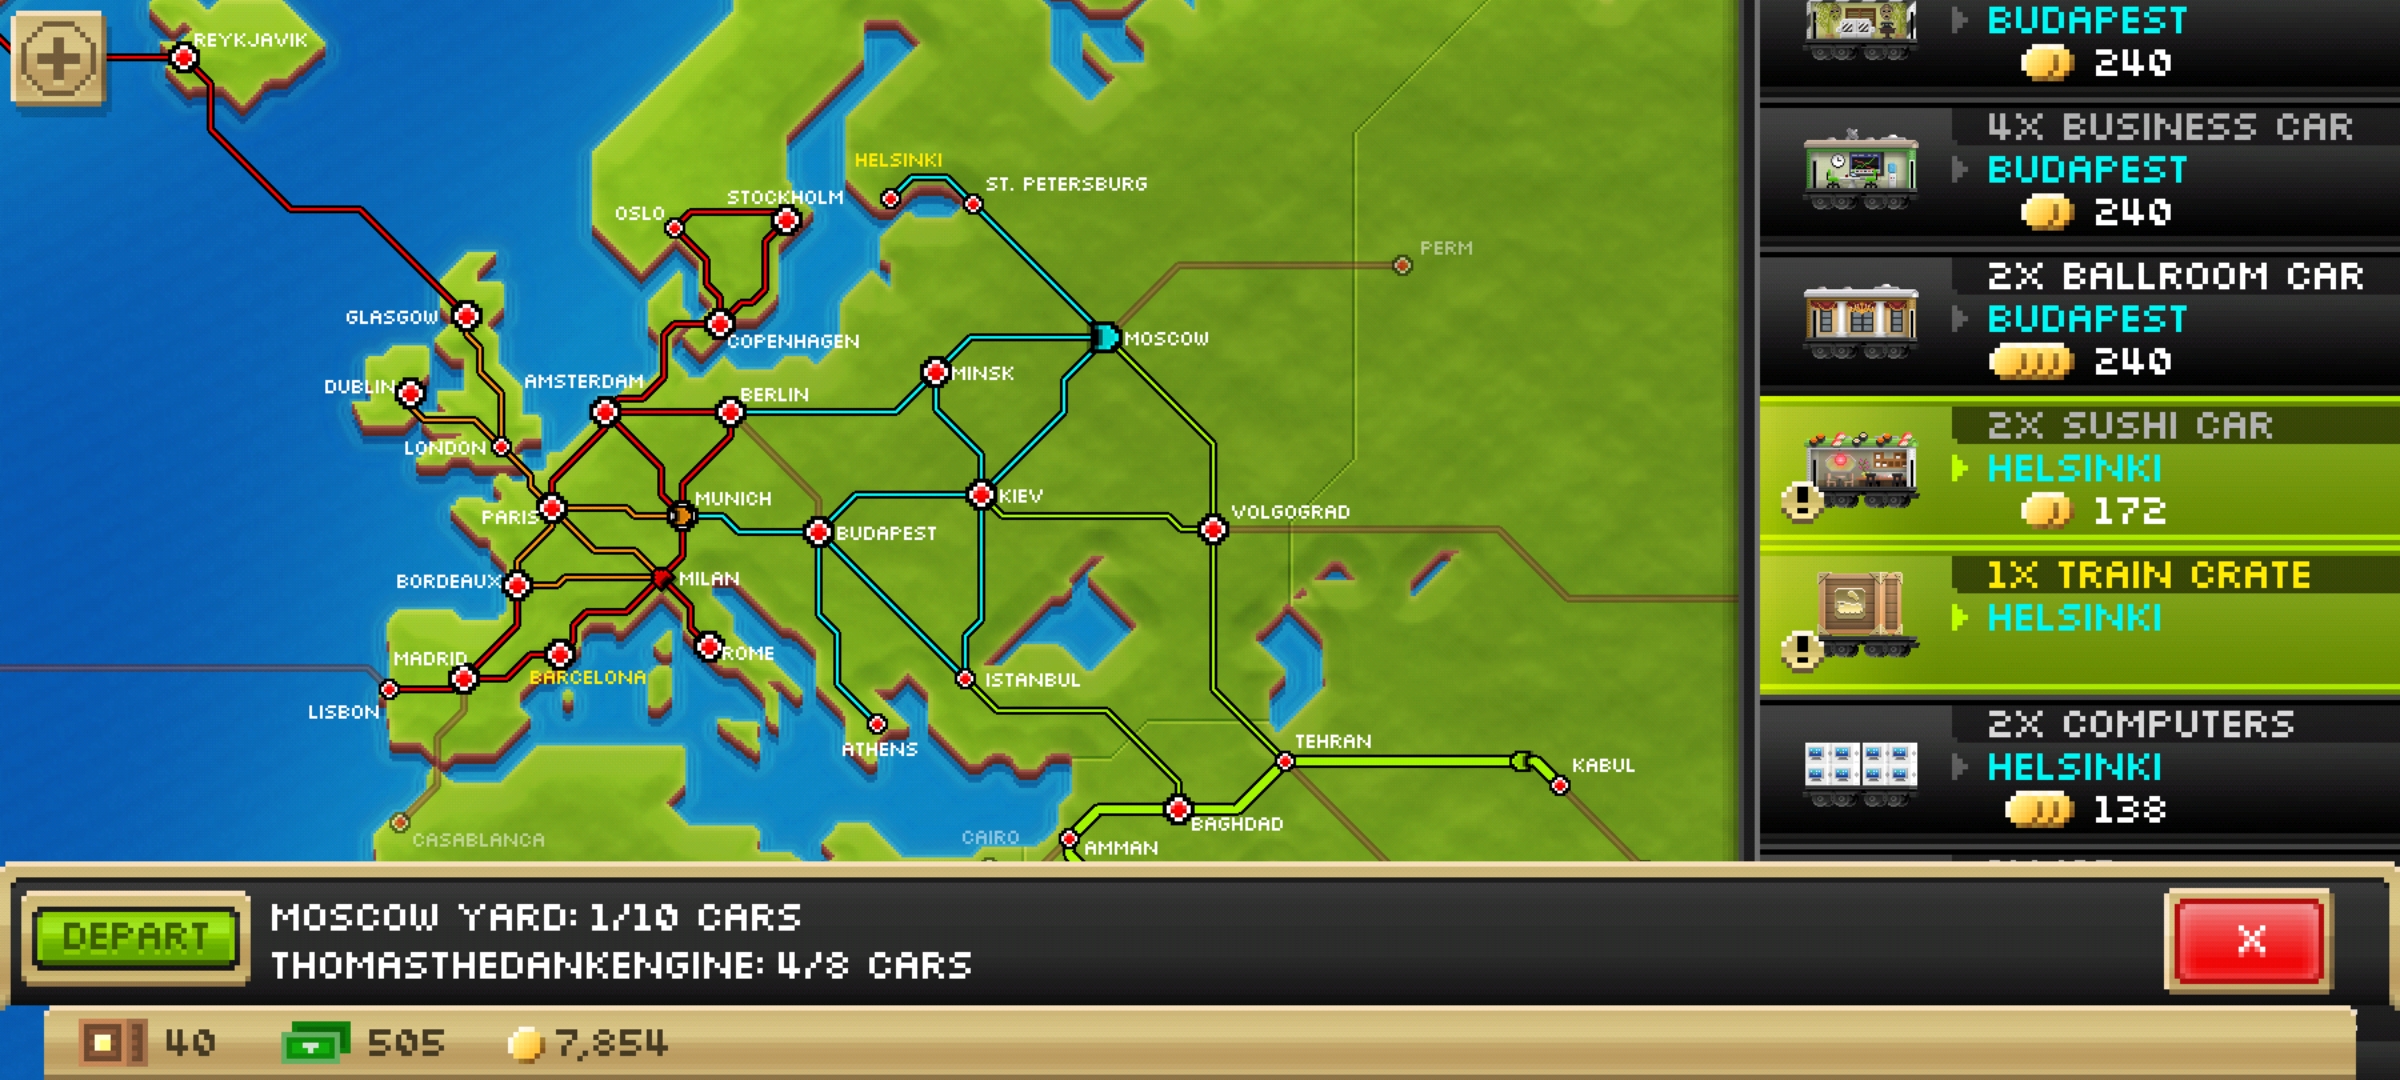 REYKJAVIK
HELSINKI
ST. PETERSBURG
STOCKHOLM
OSLO
PERM
GLASGOW
COPENHAGEN
MOSCOW
MINSK
DUBLIN
AMSTERDAM
BERLIN
LONDON
MUNICH
KIEV
PARIS
VOLGOGRAD
BUDAPEST
BORDEAUX
MILAN
MADRID
ROME
BARCELONA
ISTANBUL
LISBON
ATHENS
TEHRAN
KABUL
BAGHDAD
CASABLANCA
CAIRO
AMMAN
BUDAPEST
240
4X BUSINESS CAR
BUDAPEST
240
2X BALLROOM CAR
BUDAPEST
240
2X SUSHI CAR
HELSINKI
172
1X TRAIN CRATE
HELSINKI
2X COMPUTERS
HELSINKI
138
DEPART
MOSCOW YARD: 1/10 CARS
THOMASTHEDANKENGINE: 4/8 CARS
X
40
505
7,854